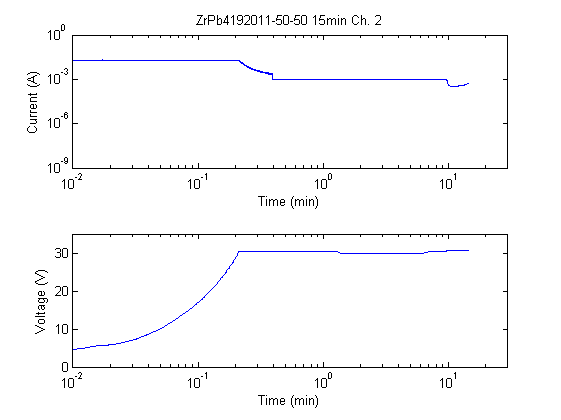 ZrPb4192011-50-50 15min Ch. 2
Current (A)
10^0
10^-3
10^-6
10^-9
10^-2 10^-1 10^0 10^1
Time (min)
Voltage (V)
30
20
10
0
10^-2 10^-1 10^0 10^1
Time (min)